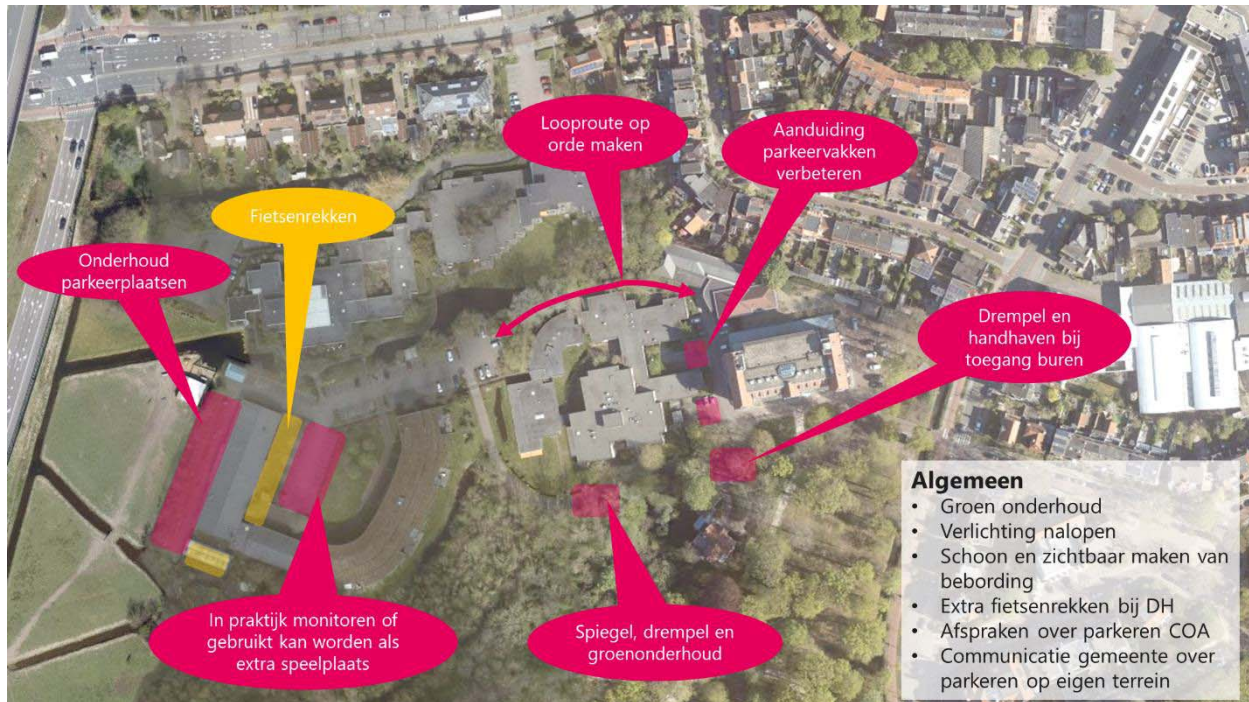 Looproute op
orde maken
Aanduiding
parkeervakken
verbeteren
Fietsenrekken
Onderhoud
parkeerplaatsen
Drempel en
handhaven bij
toegang buren
In praktijk monitoren of
gebruikt kan worden als
extra speelplaats
Spiegel, drempel en
groenonderhoud
Algemeen
• Groen onderhoud
• Verlichting nalopen
• Schoon en zichtbaar maken van
bebording
• Extra fietsenrekken bij DH
• Afspraken over parkeren COA
• Communicatie gemeente over
parkeren op eigen terrein